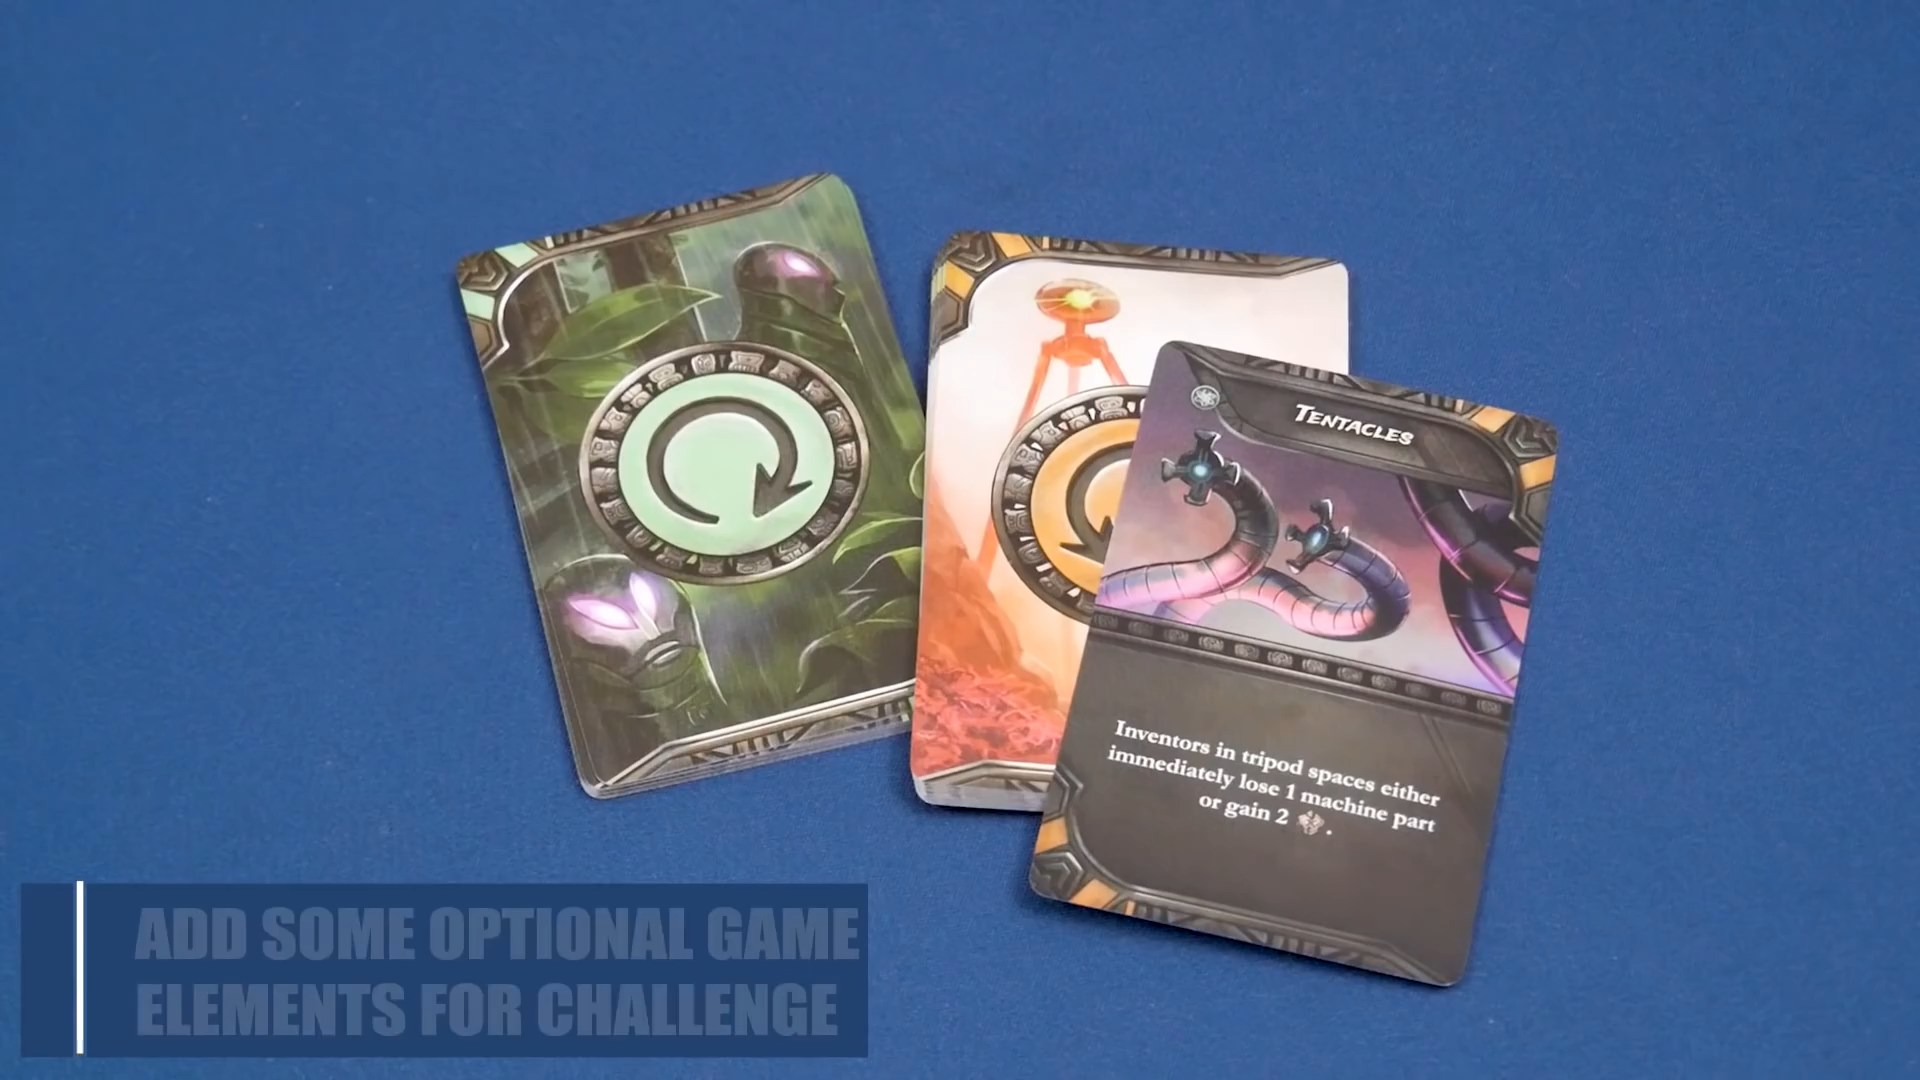 TENTACLES
Inventors in tripod spaces either
immediately lose 1 machine part
or gain 2 .
ADD SOME OPTIONAL GAME
ELEMENTS FOR CHALLENGE